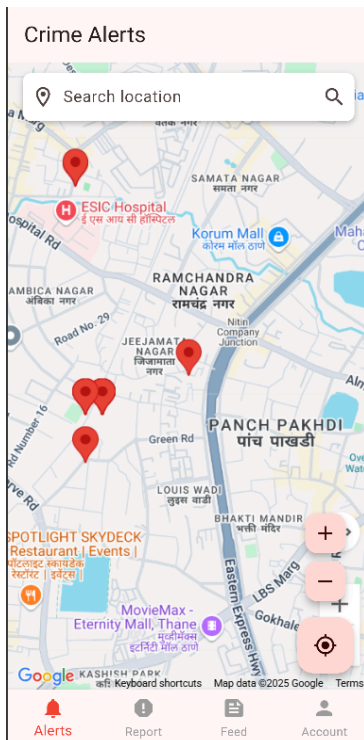 Crime Alerts
Search location
SAMATA NAGAR
समता नगर
ESIC Hospital
ई एस आय सी हॉस्पिटल
ospital Rd
Korum Mall
कोरम मॉल ठाणे
RAMCHANDRA
NAGAR
रामचंद्र नगर
AMBICA NAGAR
अंबिका नगर
Road No. 29
Nitin
Company
Junction
JEEJAMATA
NAGAR
जिजामाता
नगर
PANCH PAKHDI
पांच पाखडी
Green Rd
LOUIS WADI
लुइस वाडी
BHAKTI MANDIR
भक्ती मंदिर
SPOTLIGHT SKYDECK
Restaurant | Events |
LBS Marg
Eastern Express Hwy
MovieMax -
Eternity Mall, Thane
मुव्हीमॅक्स
इटर्निटी मॉल ठाणे
KASHISH PARK
Google
Keyboard shortcuts
Map data ©2025 Google
Terms
Alerts
Report
Feed
Account